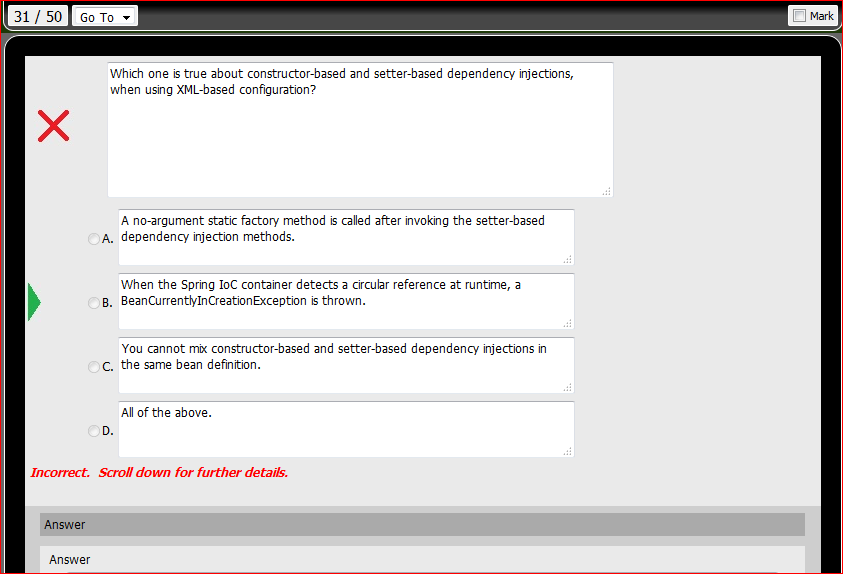 31 / 50 Go To Mark
Which one is true about constructor-based and setter-based dependency injections,
when using XML-based configuration?
A. A no-argument static factory method is called after invoking the setter-based
dependency injection methods.
B. When the Spring IoC container detects a circular reference at runtime, a
BeanCurrentlyInCreationException is thrown.
C. You cannot mix constructor-based and setter-based dependency injections in
the same bean definition.
D. All of the above.
Incorrect. Scroll down for further details.
Answer
Answer